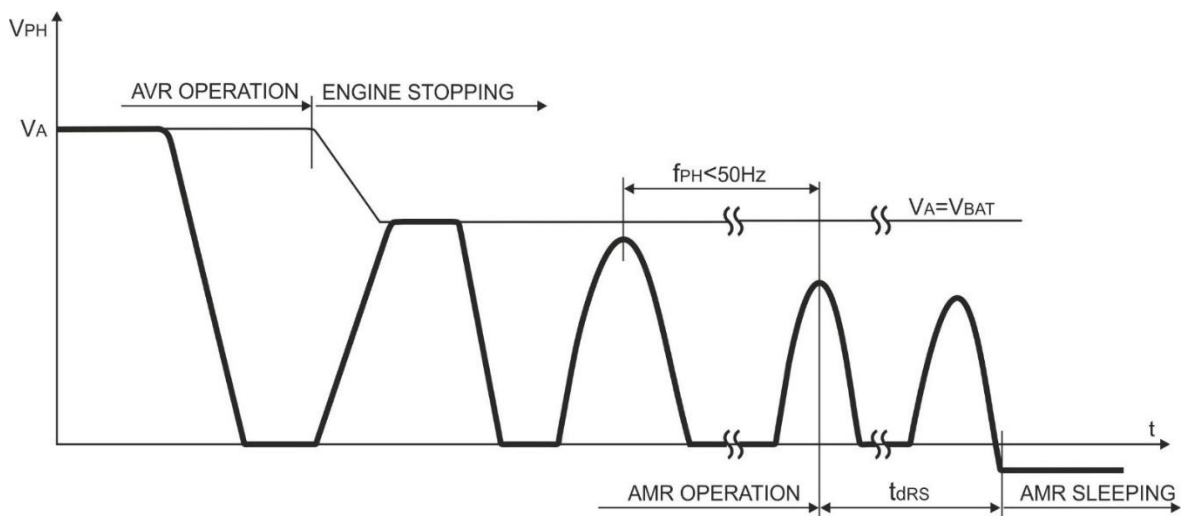 VPH
AVR OPERATION
ENGINE STOPPING
VA
fPH<50Hz
VA=VBAT
t
AMR OPERATION
tdRS
AMR SLEEPING